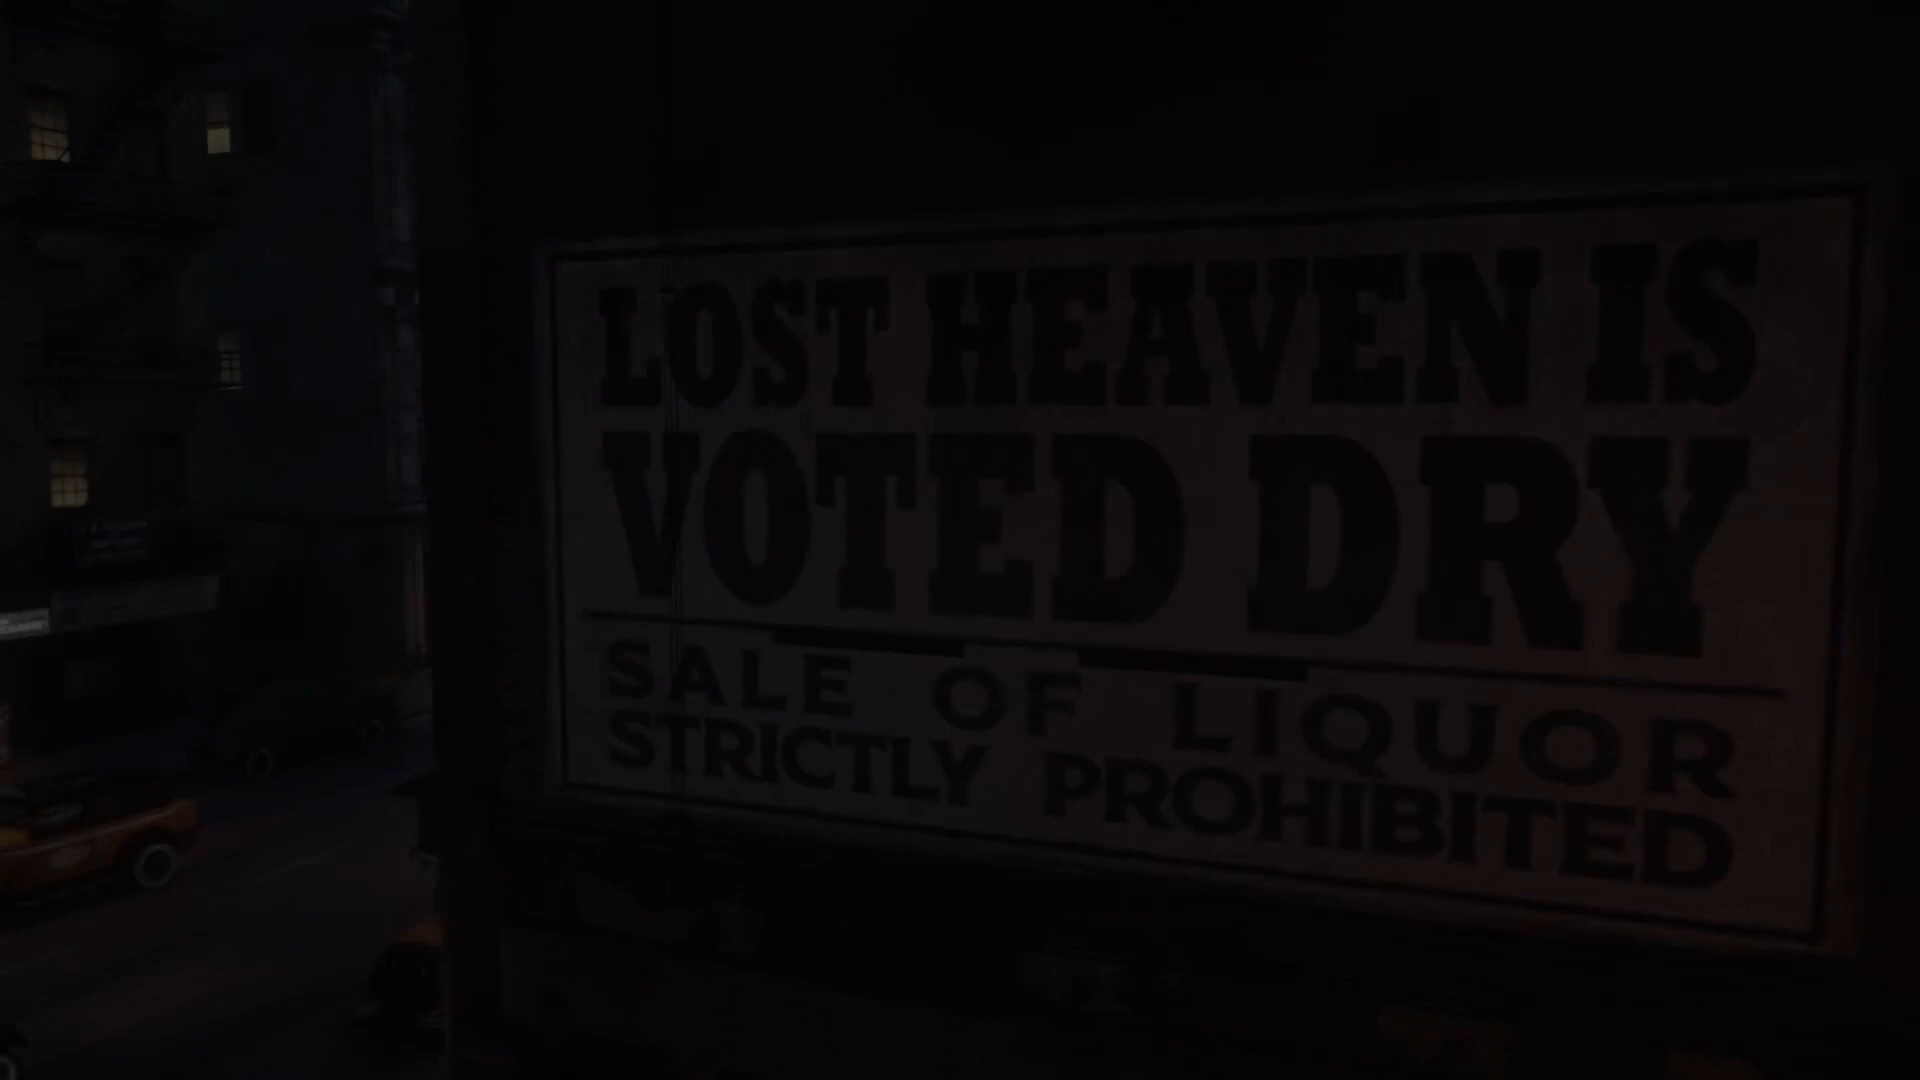 LOST HEAVEN IS
VOTED DRY
SALE OF LIQUOR
STRICTLY PROHIBITED